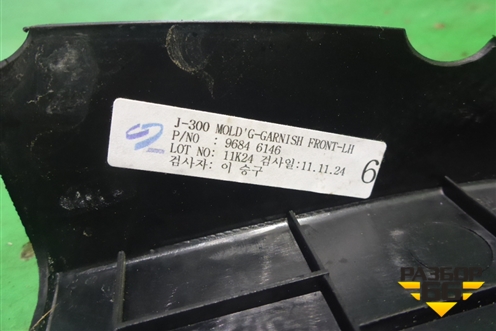 J-300 MOLD'G-GARNISH FRONT-LH
P/NO : 9684 6146
LOT NO: 11K24 검사일:11.11.24
검사자: 이 승구
6
РАЗБОР